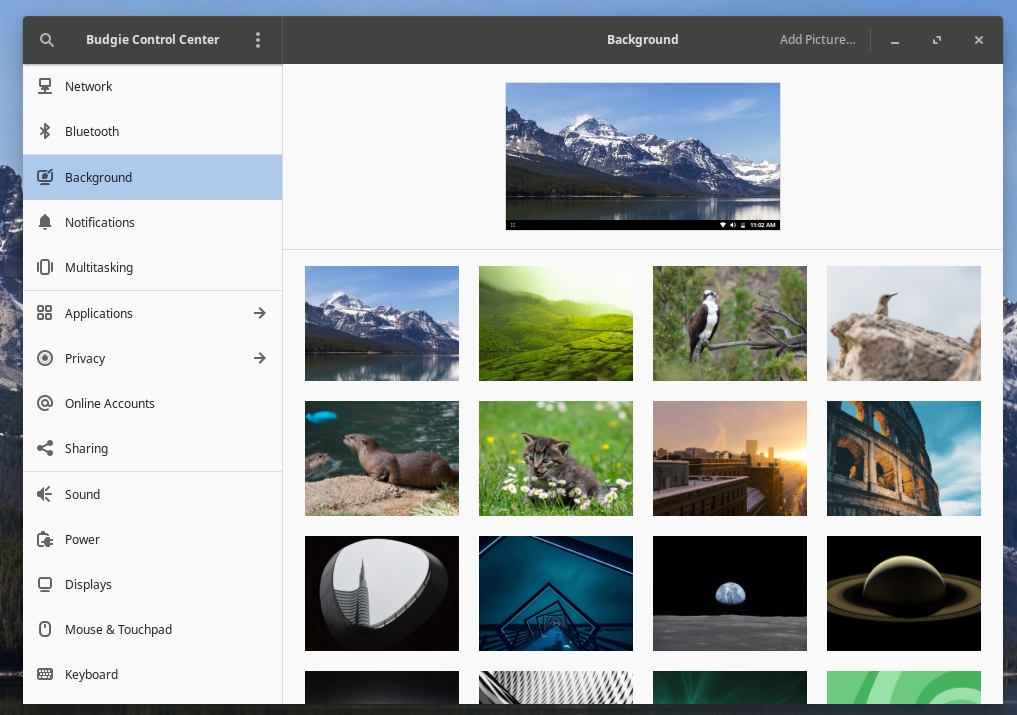 Budgie Control Center
Background
Add Picture...
Network
Bluetooth
Background
Notifications
Multitasking
Applications
Privacy
Online Accounts
Sharing
Sound
Power
Displays
Mouse & Touchpad
Keyboard
11:02 AM